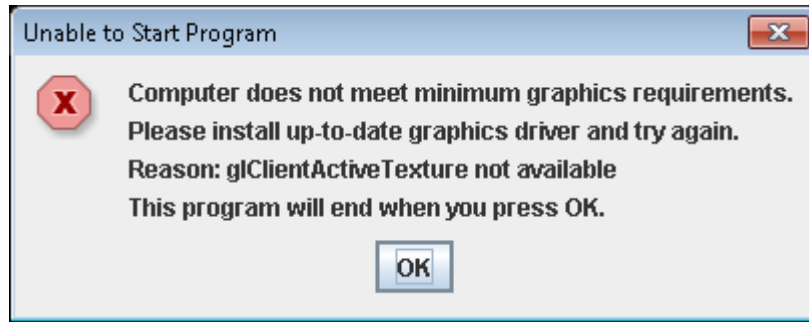 Unable to Start Program
Computer does not meet minimum graphics requirements.
Please install up-to-date graphics driver and try again.
Reason: glClientActiveTexture not available
This program will end when you press OK.
OK